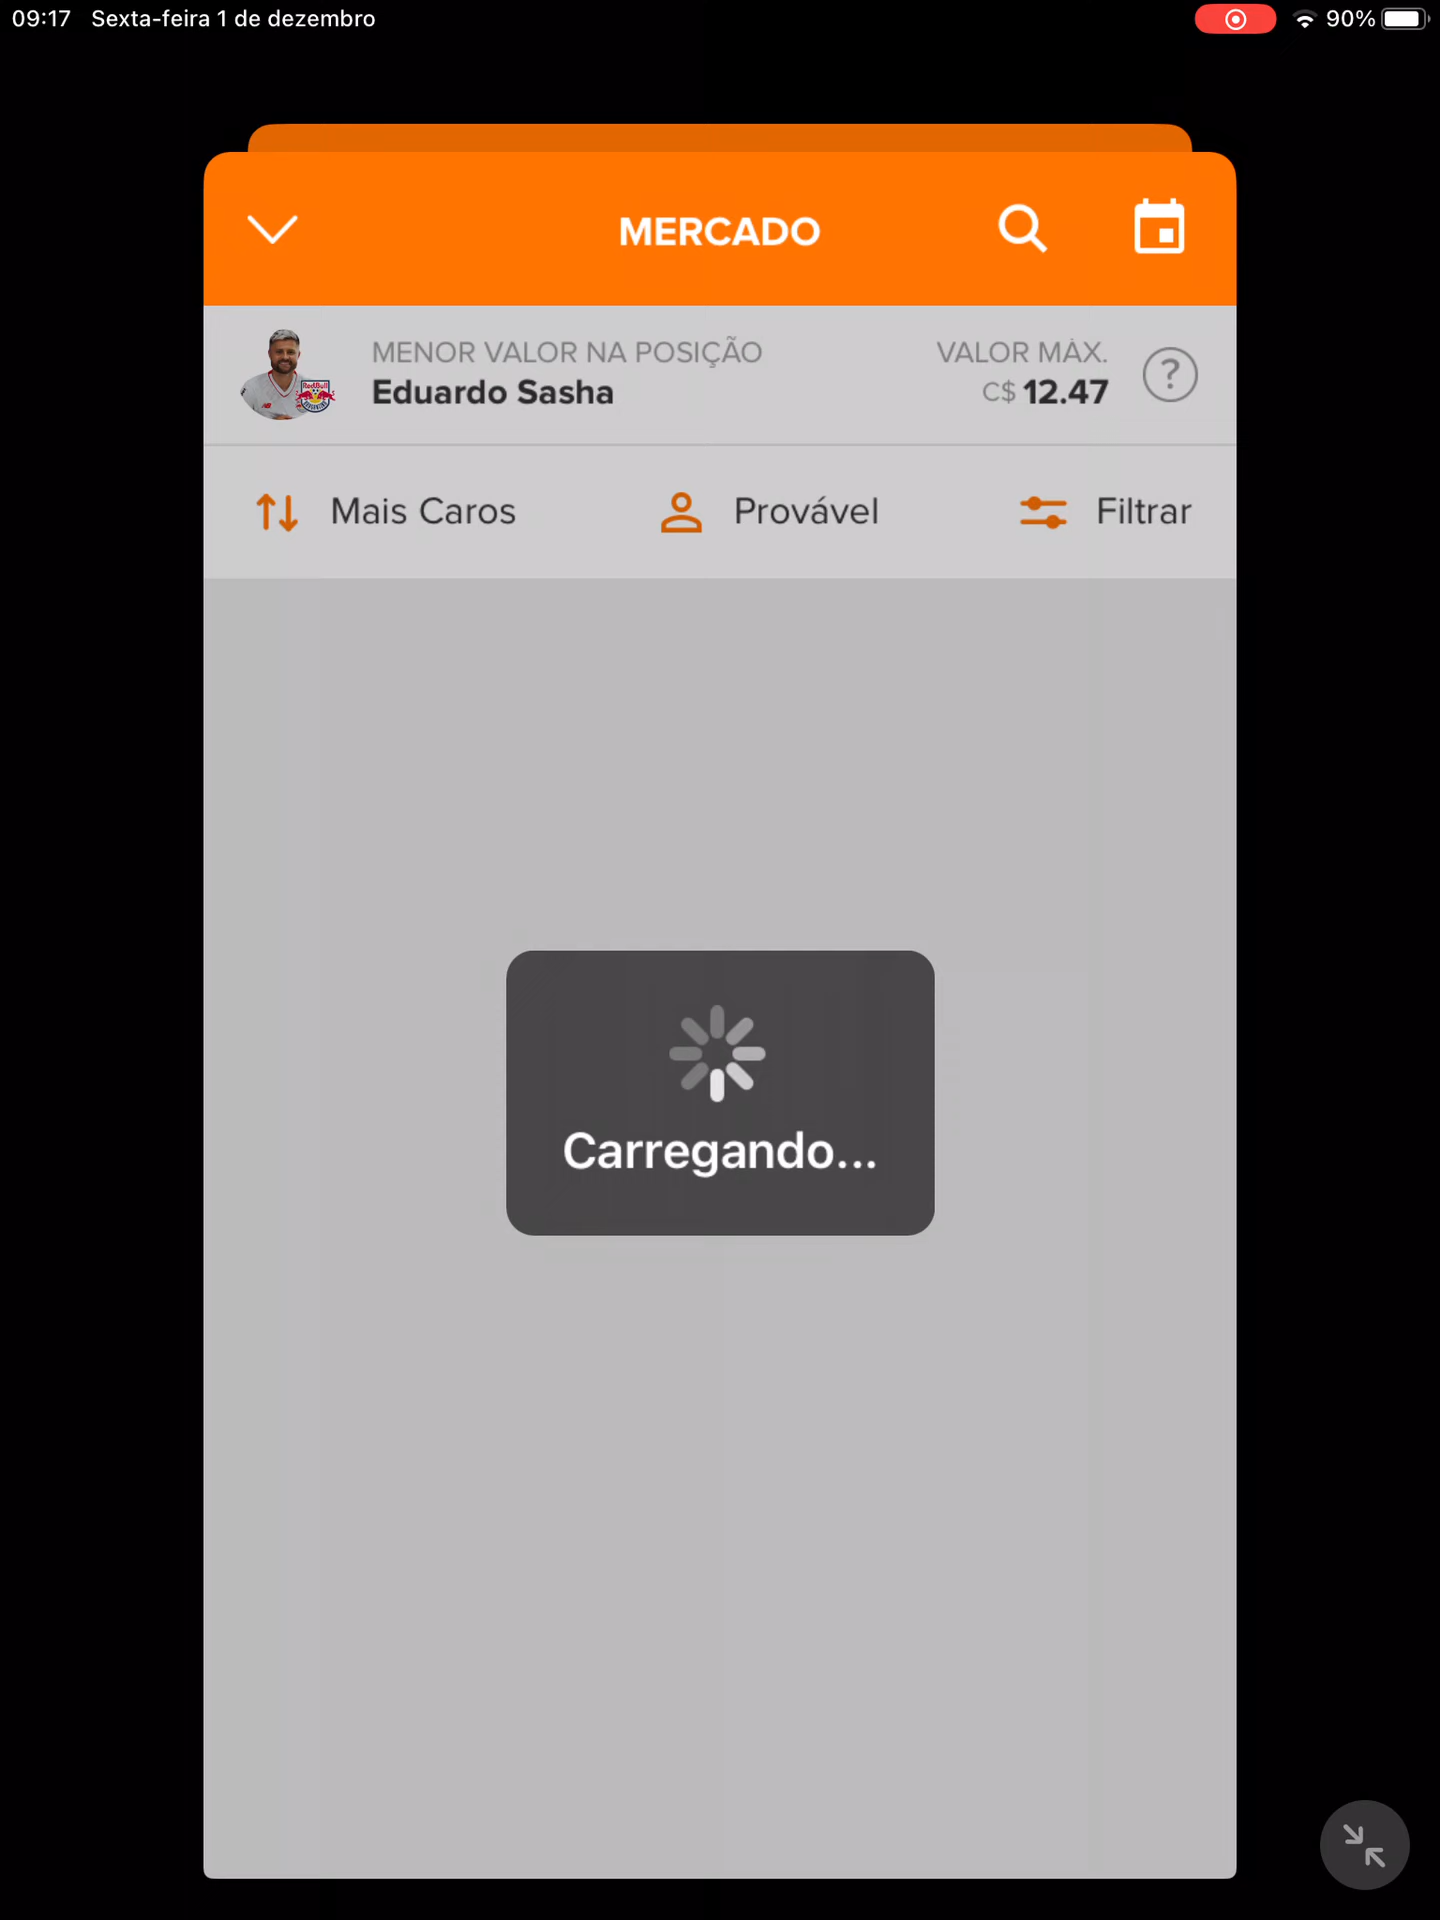 09:17 Sexta-feira 1 de dezembro
90%
MERCADO
MENOR VALOR NA POSIÇÃO
Eduardo Sasha
VALOR MÁX.
C$ 12.47
?
Mais Caros
Provável
Filtrar
Carregando...
RedBull